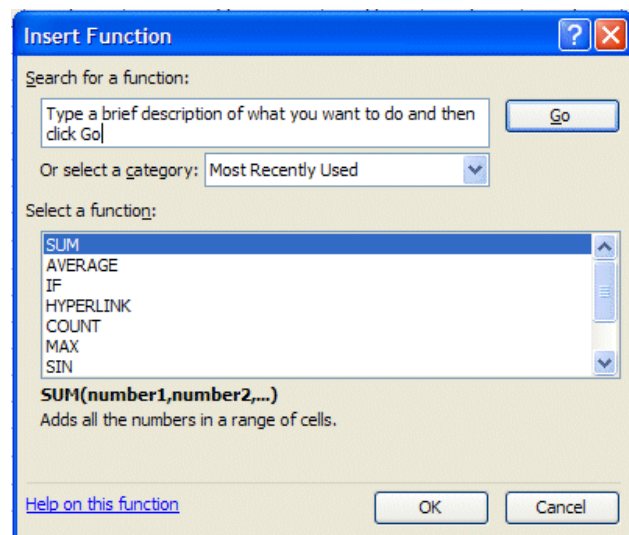 Insert Function
Search for a function:
Type a brief description of what you want to do and then
click Go
Go
Or select a category: Most Recently Used
Select a function:
SUM
AVERAGE
IF
HYPERLINK
COUNT
MAX
SIN
SUM(number1,number2,...)
Adds all the numbers in a range of cells.
Help on this function
OK
Cancel